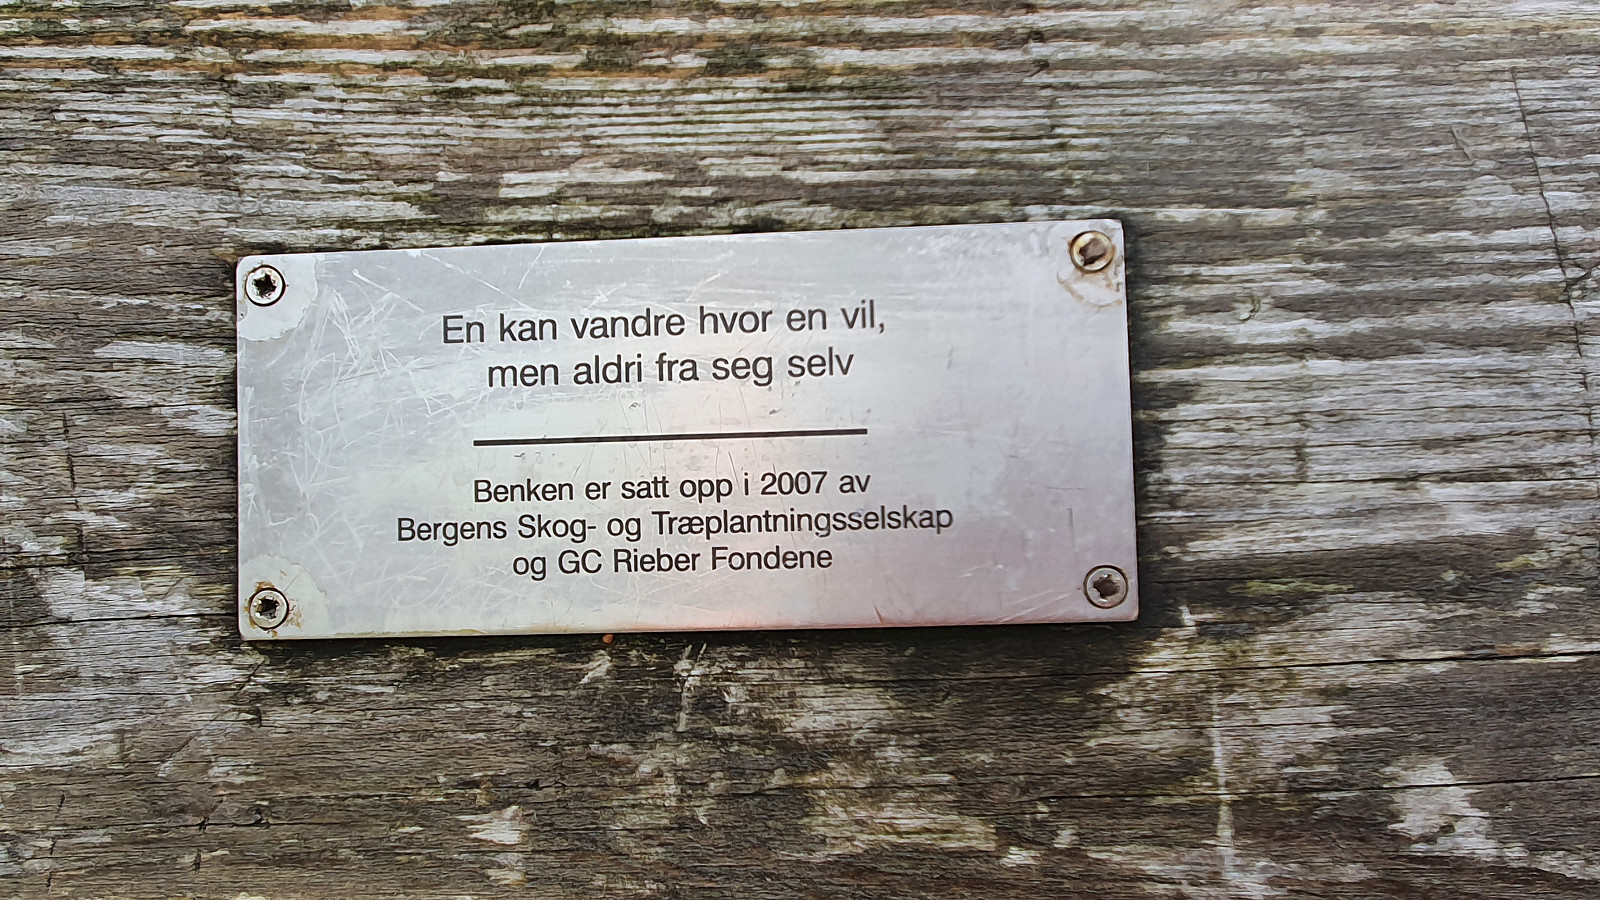 En kan vandre hvor en vil,
men aldri fra seg selv
Benken er satt opp i 2007 av
Bergens Skog- og Træplantningsselskap
og GC Rieber Fondene